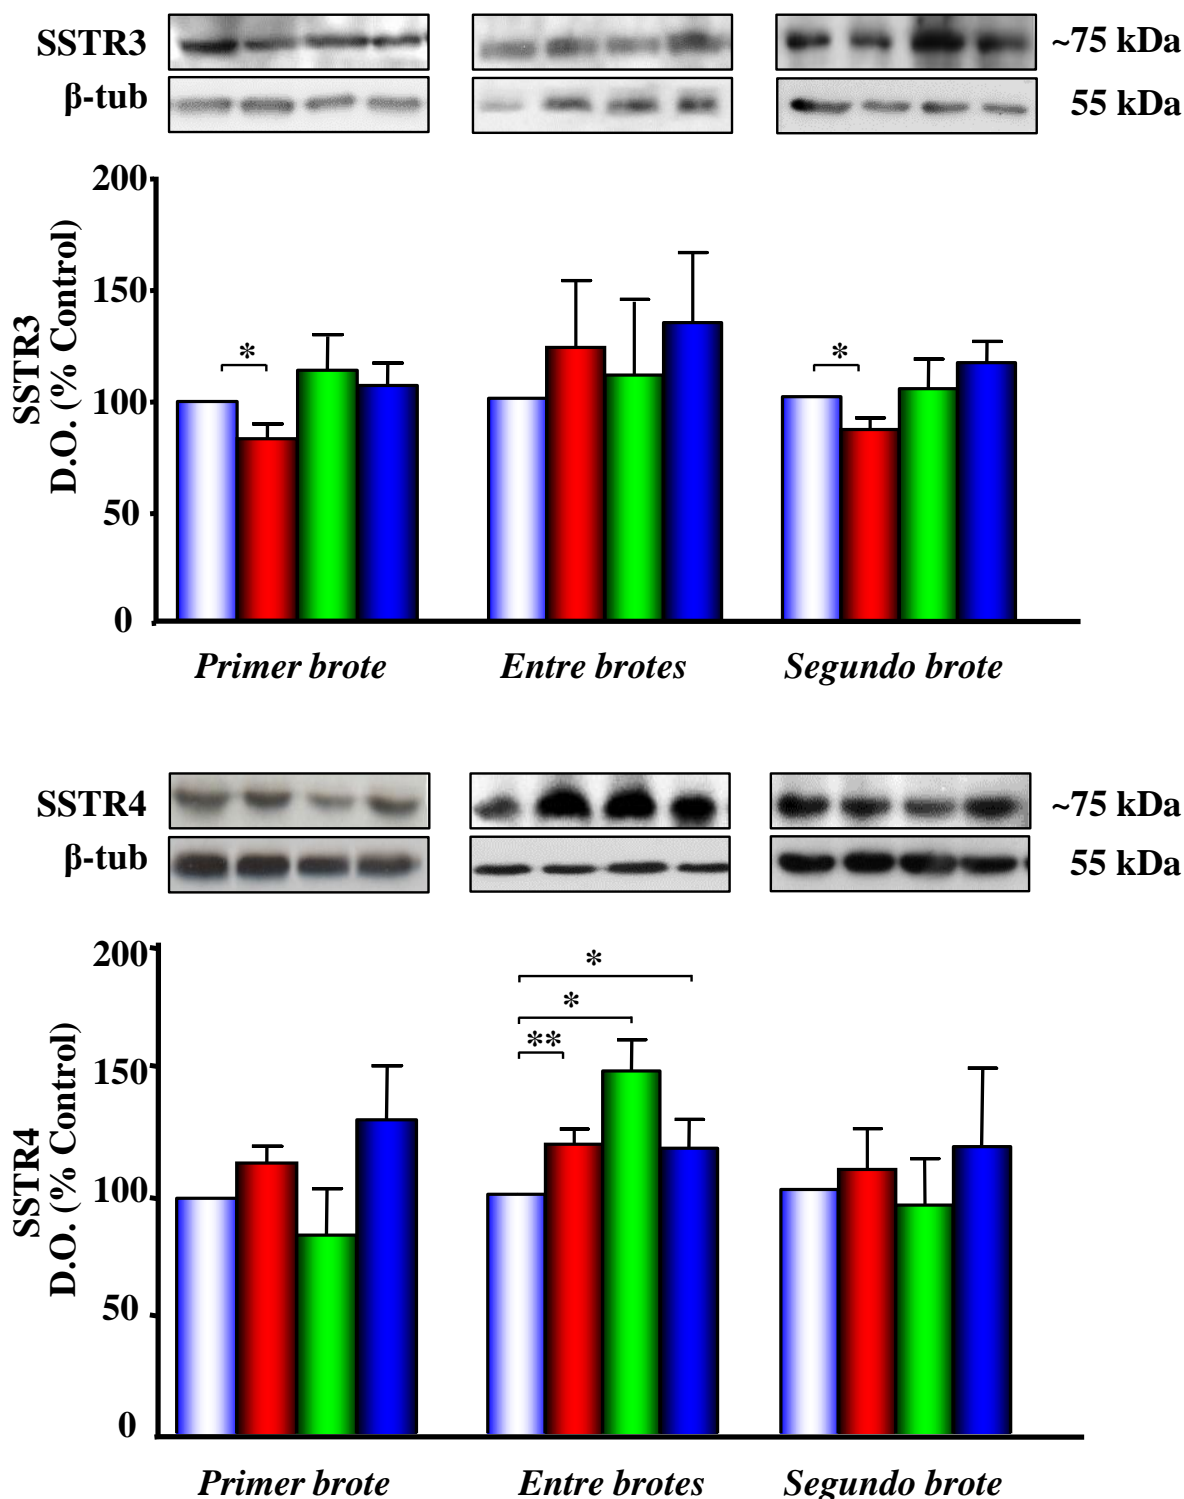 SSTR3
~75 kDa
β-tub
55 kDa
200
150
100
50
0
SSTR3
D.O. (% Control)
*
*
Primer brote
Entre brotes
Segundo brote
SSTR4
~75 kDa
β-tub
55 kDa
200
150
100
50
0
SSTR4
D.O. (% Control)
*
*
**
Primer brote
Entre brotes
Segundo brote